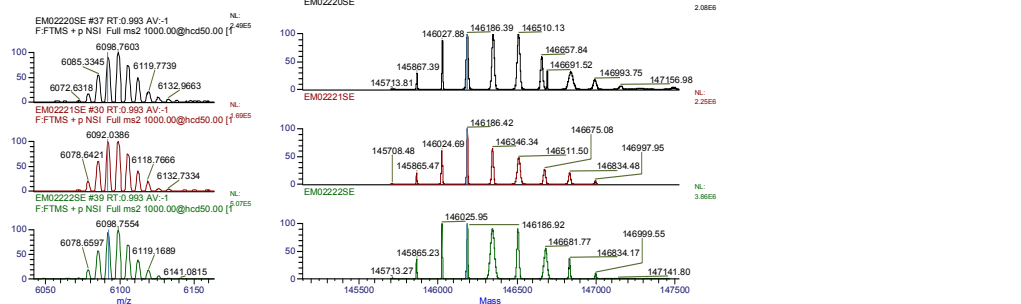 EM02220SE #37 RT:0.993 AV:-1
NL:
2.49E5
F:FTMS + p NSI Full ms2 1000.00@hcd50.00 [1
6098.7603
100
6085.3345
6119.7739
50
6072.6318
6132.9663
0
EM02221SE #30 RT:0.993 AV:-1
NL:
1.69E5
F:FTMS + p NSI Full ms2 1000.00@hcd50.00 [1
6092.0386
100
6078.6421
6118.7666
50
6132.7334
0
EM02222SE #39 RT:0.993 AV:-1
NL:
5.07E5
F:FTMS + p NSI Full ms2 1000.00@hcd50.00 [1
6098.7554
100
6078.6597
6119.1689
50
6141.0815
0
6050 6100 6150
m/z
EM02220SE
2.08E6
146186.39
146510.13
100
146027.88
146657.84
50
145867.39
146691.52
146993.75
145713.81
147156.98
0
EM02221SE
NL:
2.25E6
146186.42
146675.08
100
146024.69
146346.34
146997.95
145708.48
146511.50
50
145865.47
146834.48
0
EM02222SE
NL:
3.86E6
146025.95
146186.92
100
146999.55
146681.77
50
145865.23
146834.17
145713.27
147141.80
0
145500 146000 146500 147000 147500
Mass